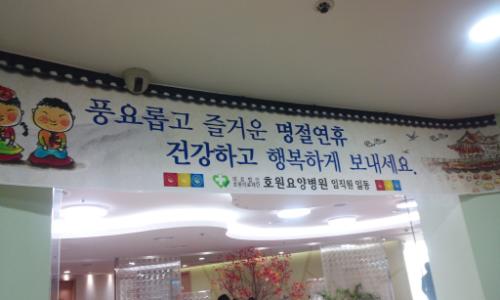 풍요롭고 즐거운 명절연휴
건강하고 행복하게 보내세요.
호원요양병원 임직원 일동